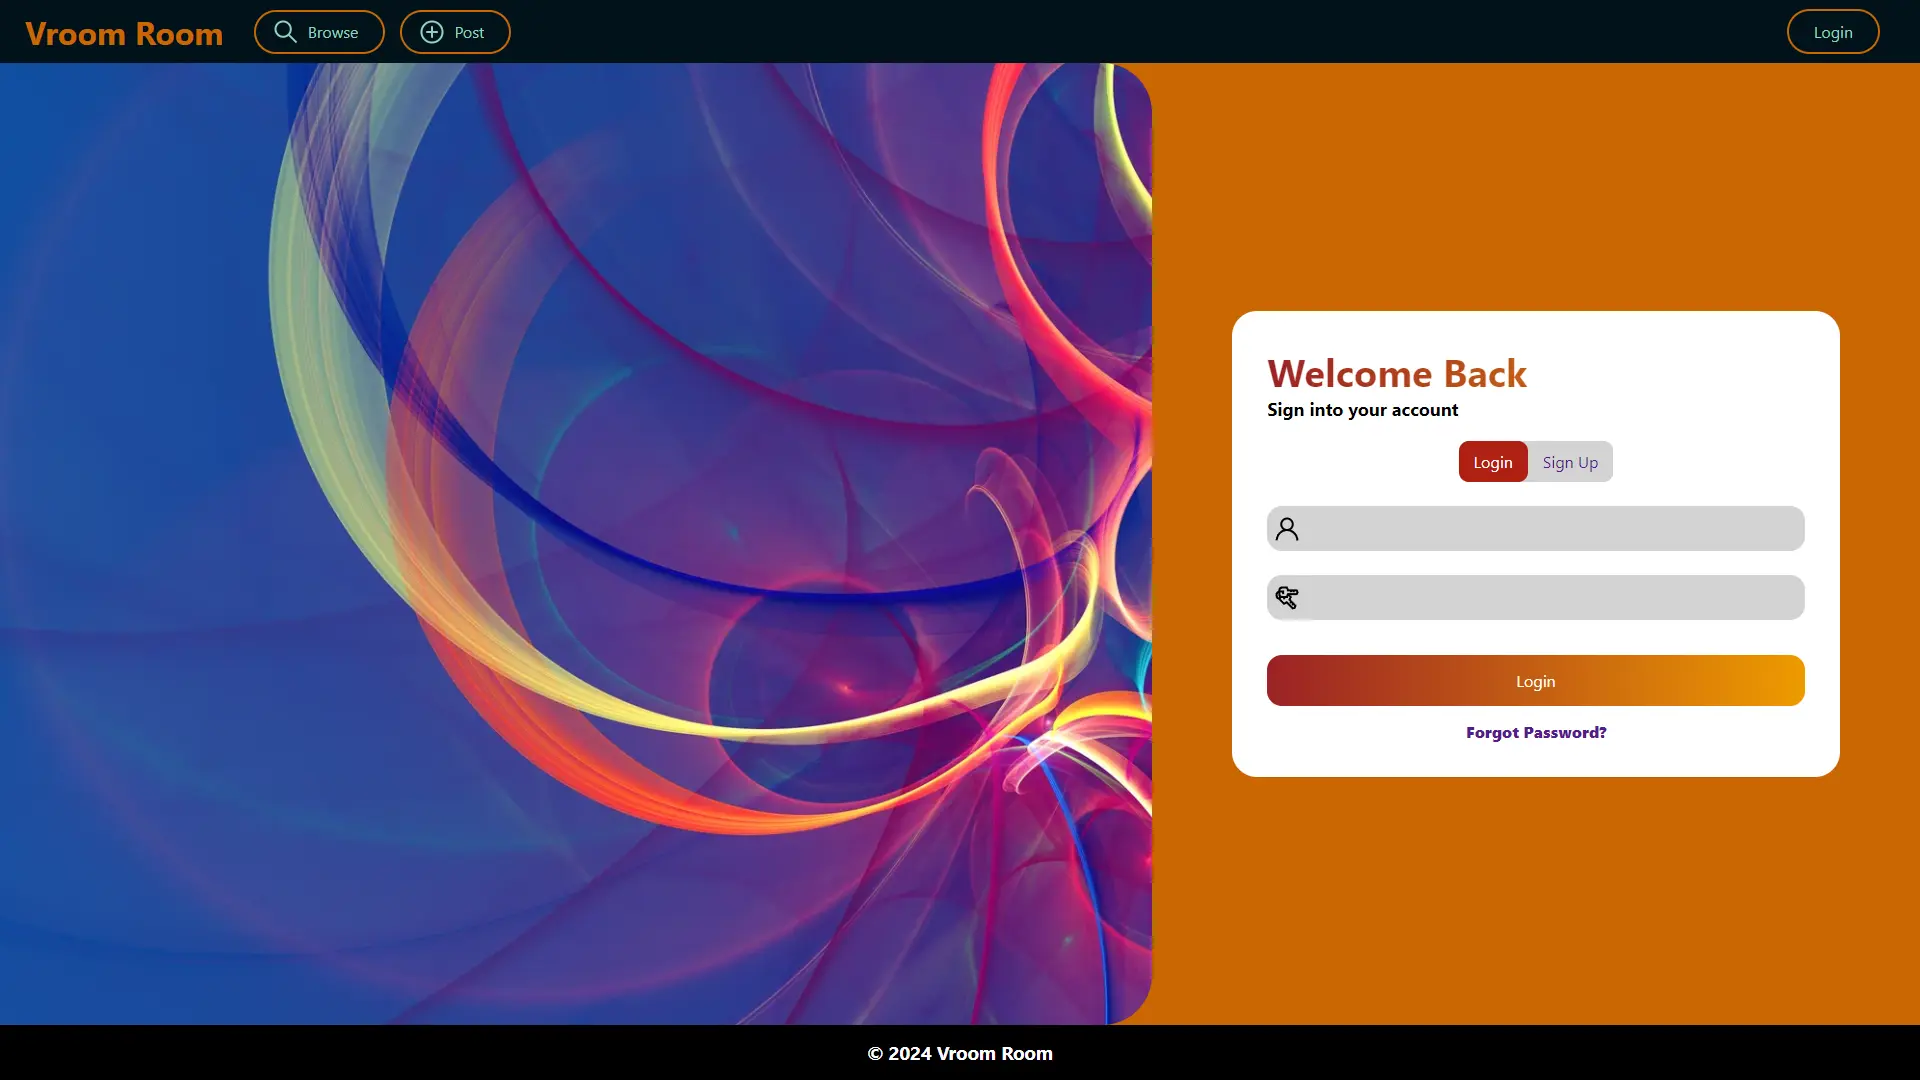 Vroom Room
Browse
Post
Login
Welcome Back
Sign into your account
Login
Sign Up
Login
Forgot Password?
© 2024 Vroom Room